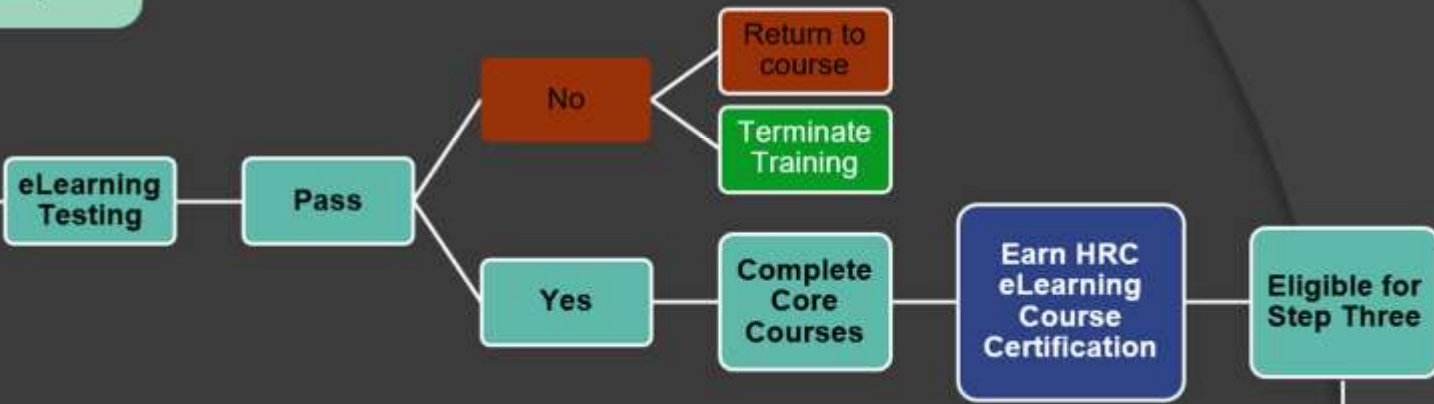 eLearning
Testing
Pass
No
Return to
course
Terminate
Training
Yes
Complete
Core
Courses
Earn HRC
eLearning
Course
Certification
Eligible for
Step Three